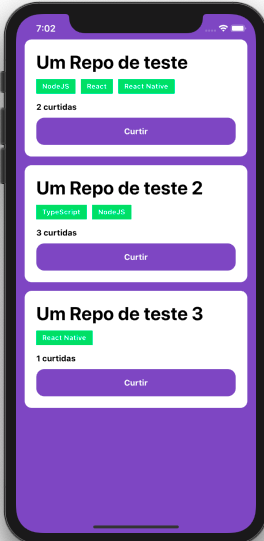 7:02
Um Repo de teste
NodeJS React React Native
2 curtidas
Curtir
Um Repo de teste 2
TypeScript NodeJS
3 curtidas
Curtir
Um Repo de teste 3
React Native
1 curtidas
Curtir